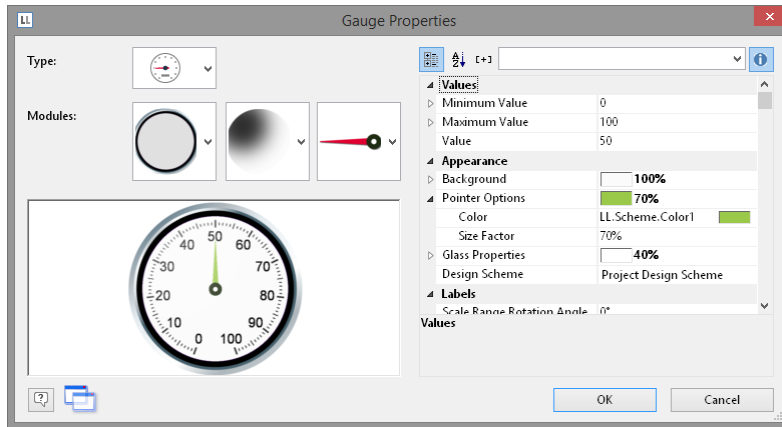 LL
Gauge Properties
Type:
Modules:
50
40
60
30
70
20
80
10
90
0
100
Values
Minimum Value 0
Maximum Value 100
Value 50
Appearance
Background 100%
Pointer Options 70%
Color LL.Scheme.Color1
Size Factor 70%
Glass Properties 40%
Design Scheme Project Design Scheme
Labels
Scale Range Rotation Angle 0°
Values
OK
Cancel